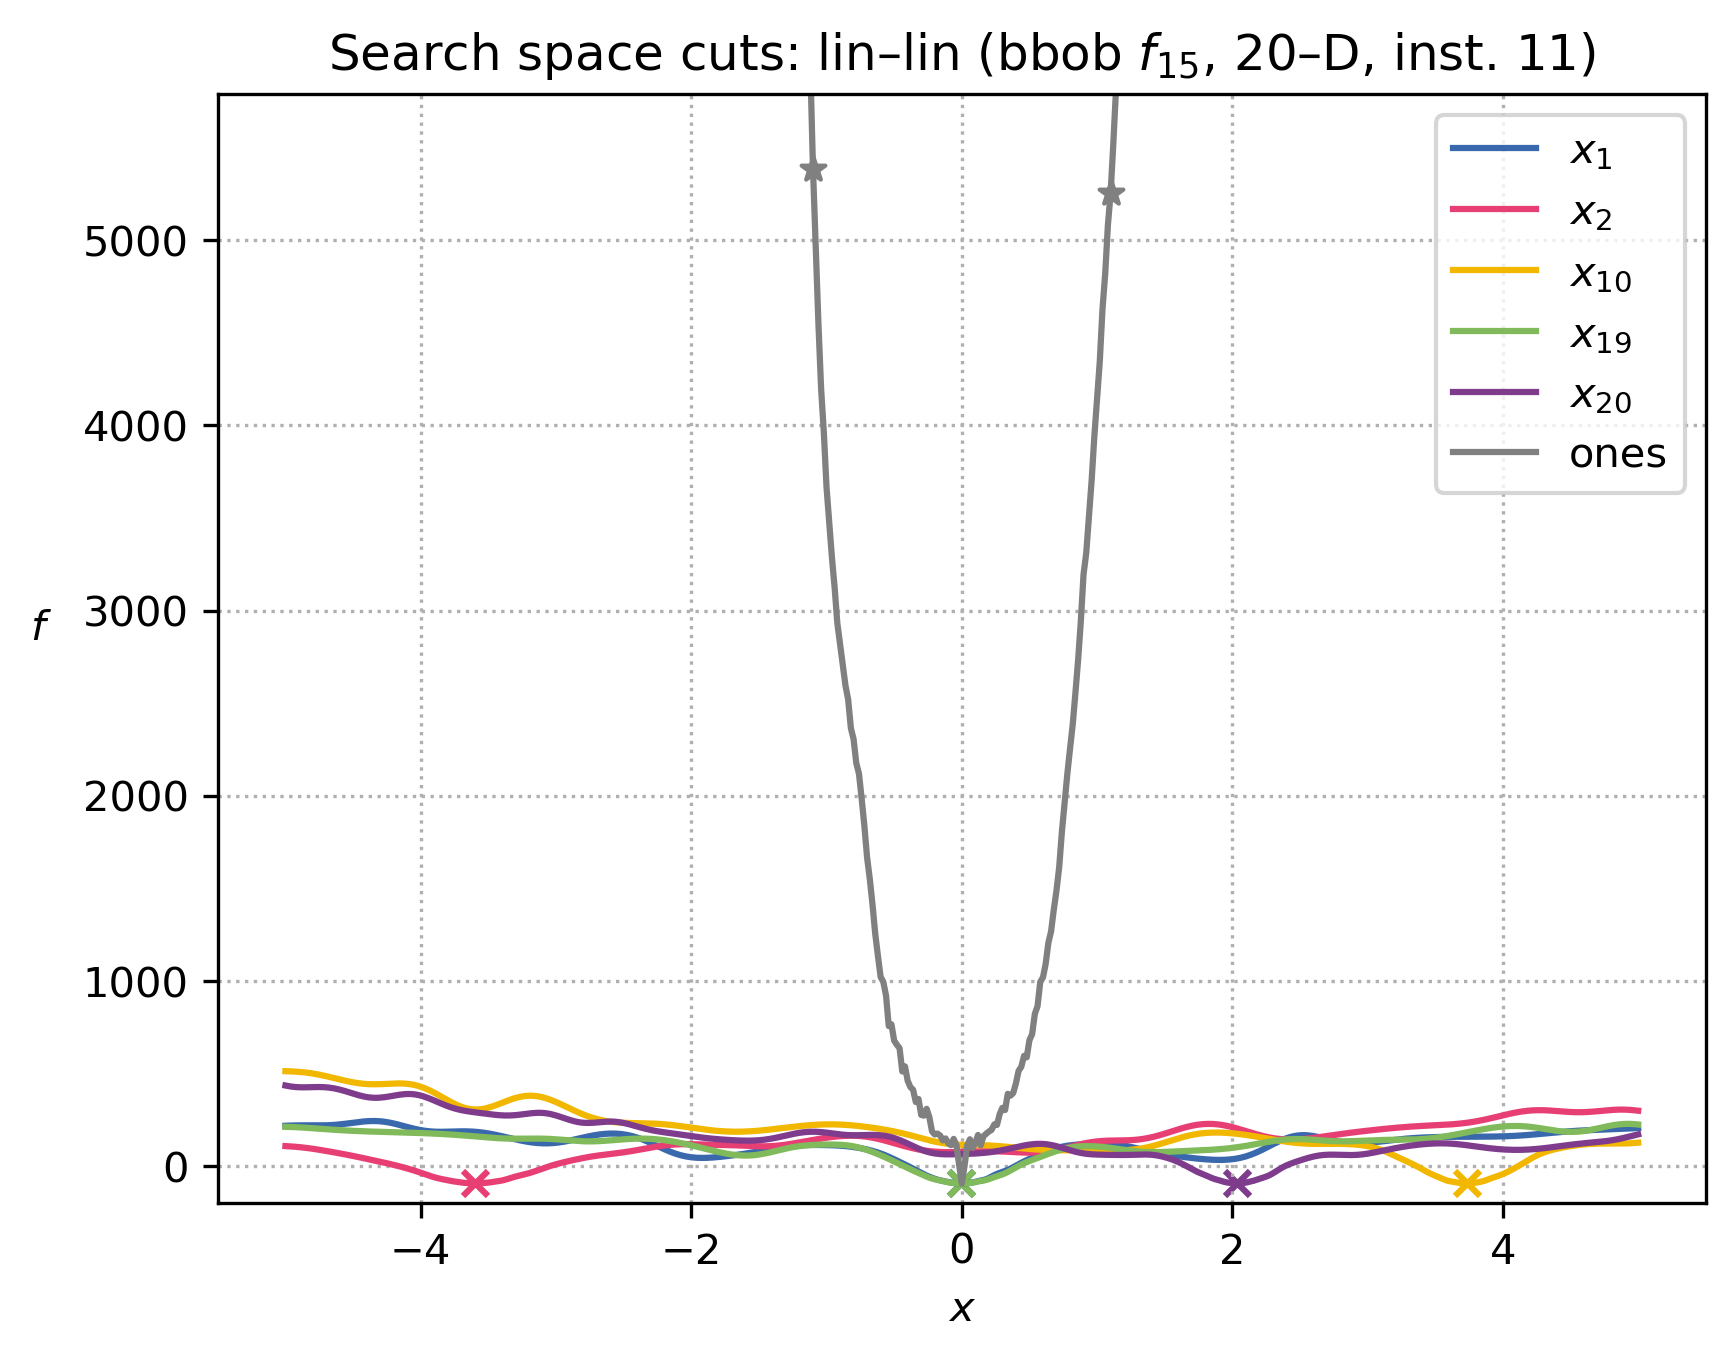 Search space cuts: lin–lin (bbob f₁₅, 20–D, inst. 11)
x₁
x₂
x₁₀
x₁₉
x₂₀
ones
5000
4000
3000
2000
1000
0
f
−4
−2
0
2
4
x